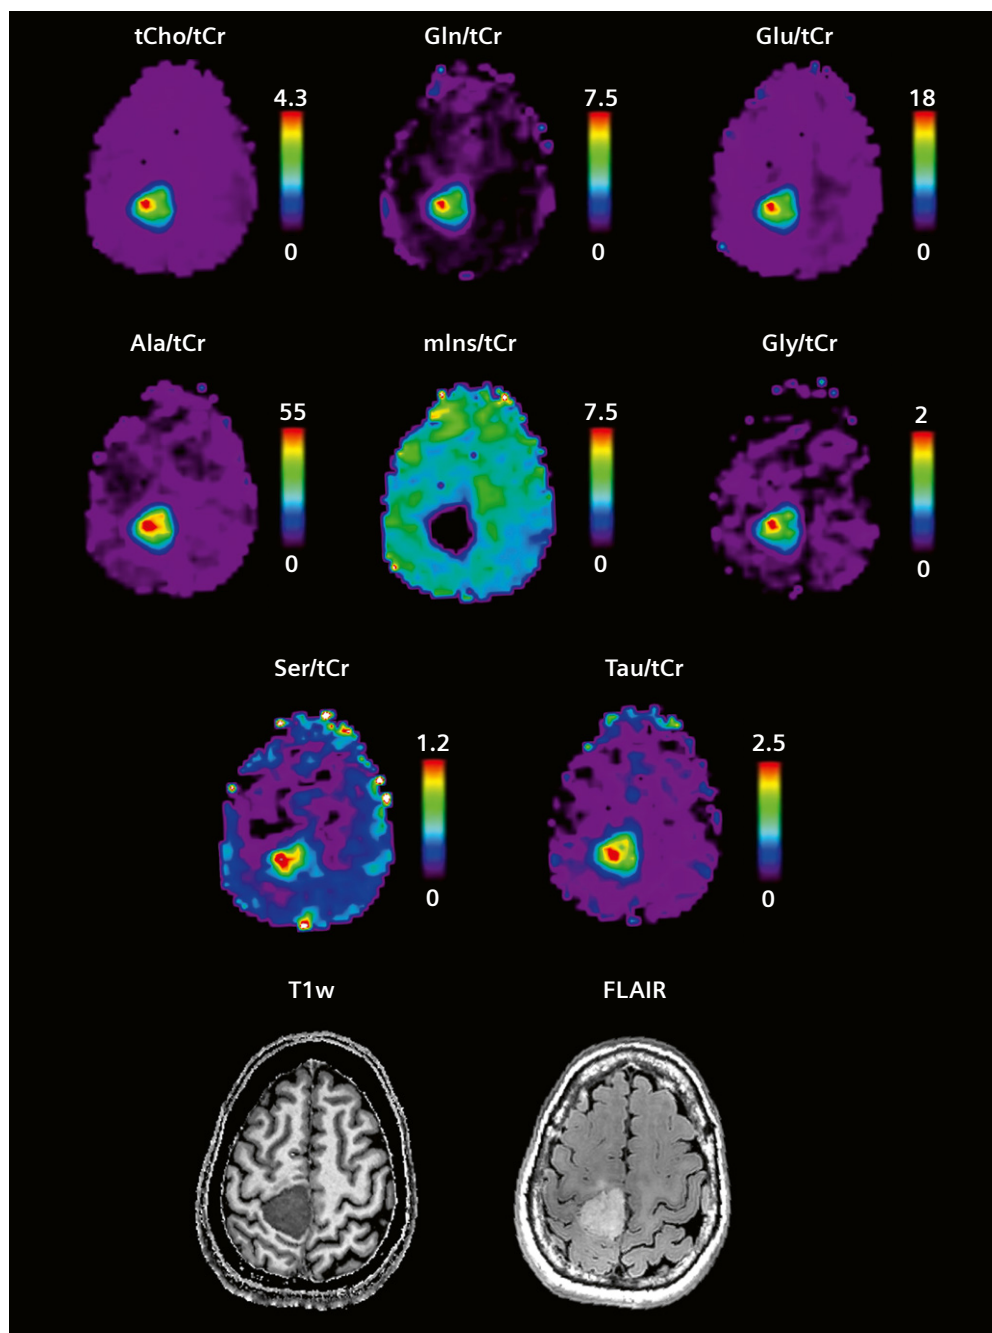 tCho/tCr
Gln/tCr
Glu/tCr
4.3
7.5
18
0
0
0
Ala/tCr
mIns/tCr
Gly/tCr
55
7.5
2
0
0
0
Ser/tCr
Tau/tCr
1.2
2.5
0
0
T1w
FLAIR